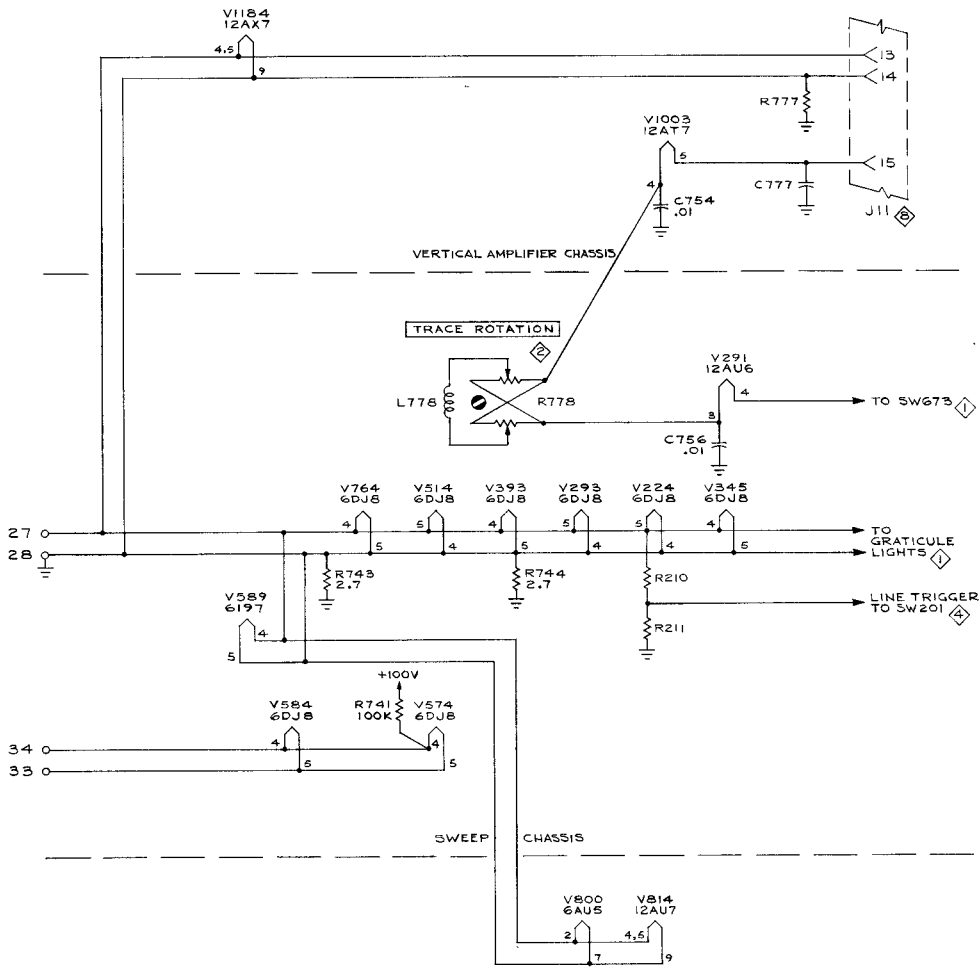 V1184
12AX7
4,5
9
13
14
R777
V1003
12AT7
5
15
4
C754
.01
C777
J11 8
VERTICAL AMPLIFIER CHASSIS
TRACE ROTATION
2
L778
R778
V291
12AU6
4
TO SW673 1
3
C756
.01
V764
6DJ8
V514
6DJ8
V393
6DJ8
V293
6DJ8
V224
6DJ8
V345
6DJ8
27
4
5
5
4
5
4
5
5
4
5
4
4
5
28
TO
GRATICULE
LIGHTS 1
R743
2.7
R744
2.7
R210
LINE TRIGGER
TO SW201 4
R211
V589
6197
4
5
+100V
V584
6DJ8
R741
100K
V574
6DJ8
34
4
4
33
5
5
SWEEP CHASSIS
V800
6AU5
V814
12AU7
2
4,5
7
9